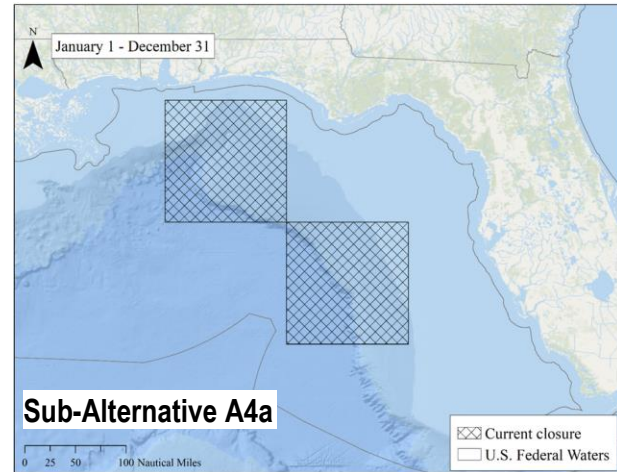 N
January 1 - December 31
Sub-Alternative A4a
0 25 50 100 Nautical Miles
Current closure
U.S. Federal Waters